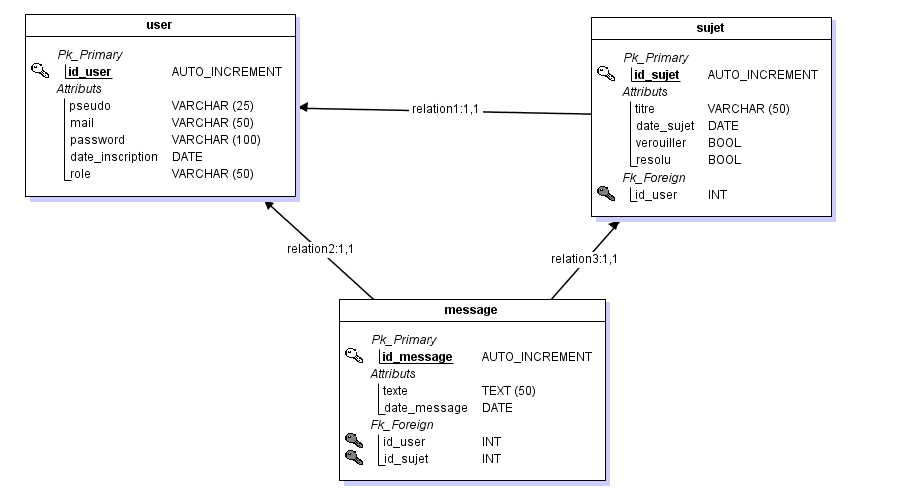 user
Pk_Primary
id_user AUTO_INCREMENT
Attributs
pseudo VARCHAR (25)
mail VARCHAR (50)
password VARCHAR (100)
date_inscription DATE
role VARCHAR (50)
relation1:1,1
sujet
Pk_Primary
id_sujet AUTO_INCREMENT
Attributs
titre VARCHAR (50)
date_sujet DATE
verouiller BOOL
resolu BOOL
Fk_Foreign
id_user INT
relation2:1,1
relation3:1,1
message
Pk_Primary
id_message AUTO_INCREMENT
Attributs
texte TEXT (50)
date_message DATE
Fk_Foreign
id_user INT
id_sujet INT